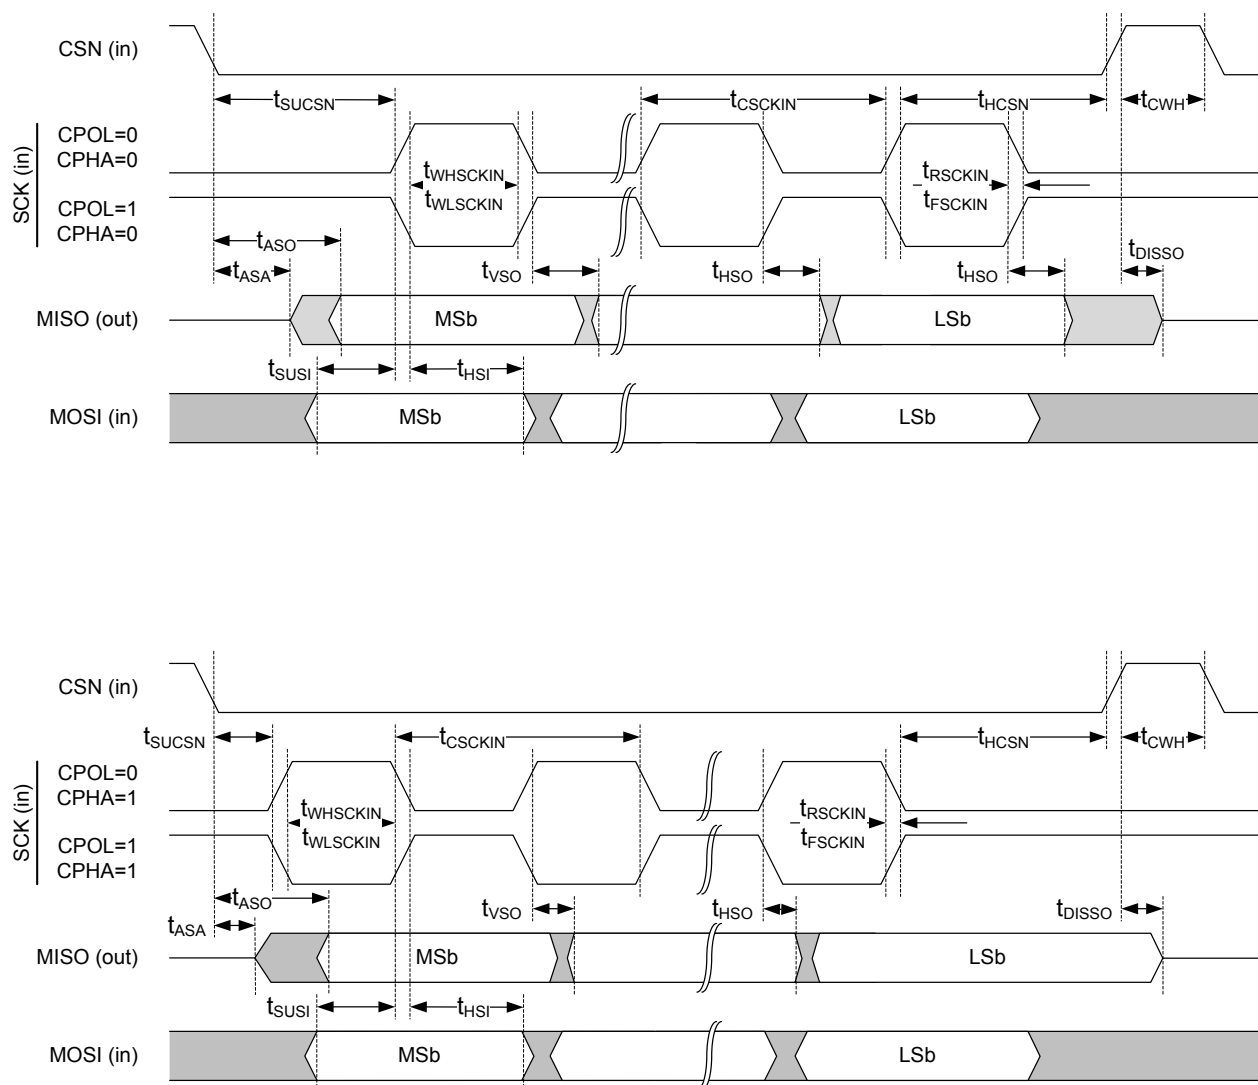 CSN (in)
tSUCSN
tCSCKIN
tHCSN
tCWH
SCK (in)
CPOL=0
CPHA=0
tWHSCKIN
tRSCKIN
CPOL=1
CPHA=0
tWLSCKIN
tFSCKIN
tASO
tASA
tVSO
tHSO
tHSO
tDISSO
MISO (out)
MSb
LSb
tSUSI
tHSI
MOSI (in)
MSb
LSb
CSN (in)
tSUCSN
tCSCKIN
tHCSN
tCWH
SCK (in)
CPOL=0
CPHA=1
tWHSCKIN
tRSCKIN
CPOL=1
CPHA=1
tWLSCKIN
tFSCKIN
tASO
tASA
tVSO
tHSO
tDISSO
MISO (out)
MSb
LSb
tSUSI
tHSI
MOSI (in)
MSb
LSb